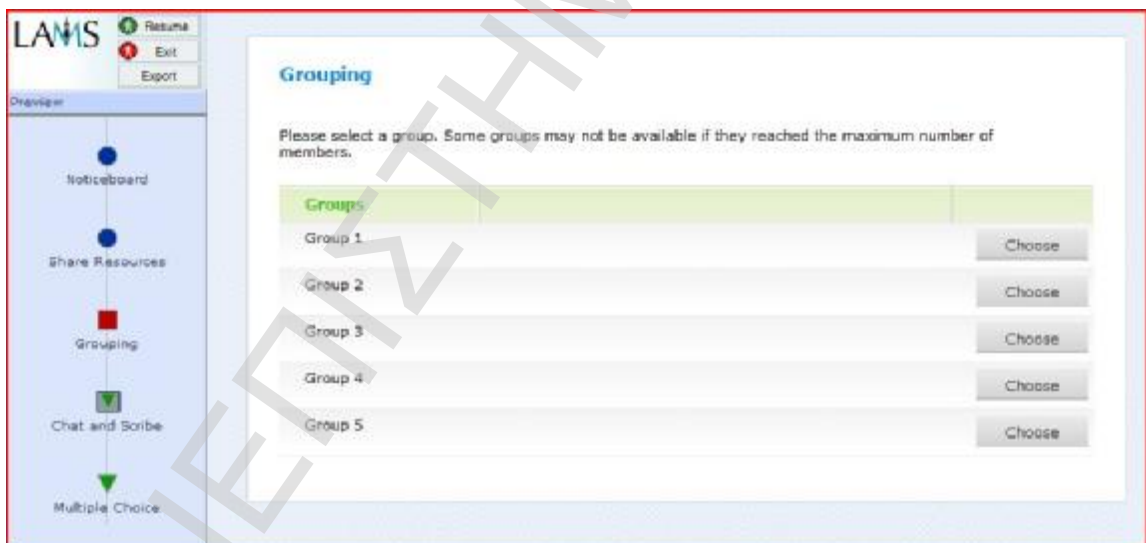 LAMS
Resume
Exit
Export
Preview
Noticeboard
Share Resources
Grouping
Chat and Scribe
Multiple Choice
Grouping
Please select a group. Some groups may not be available if they reached the maximum number of
members.
Groups
Group 1 Choose
Group 2 Choose
Group 3 Choose
Group 4 Choose
Group 5 Choose